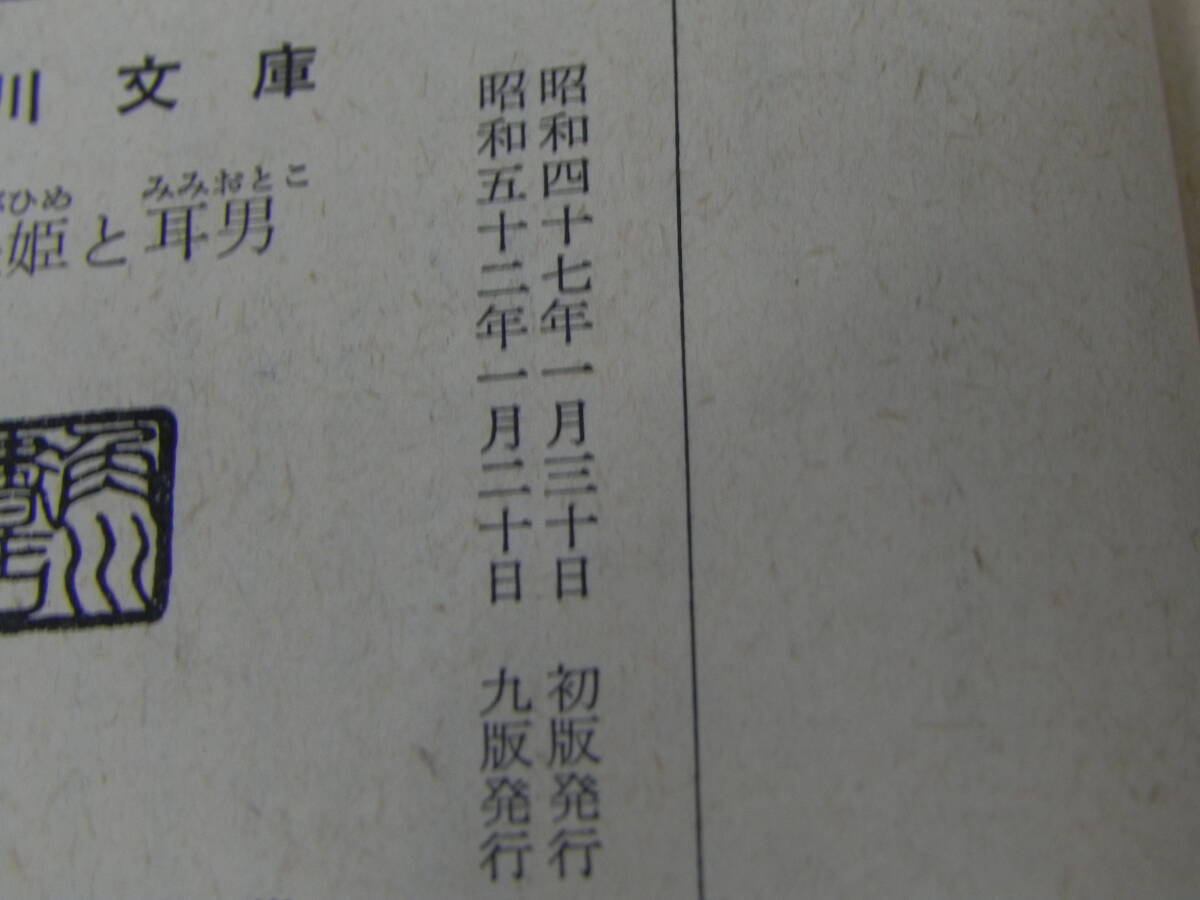 昭和四十七年一月三十日 初版発行
昭和五十二年一月二十日 九版発行
川文庫
ひめ みみおとこ
姫と耳男